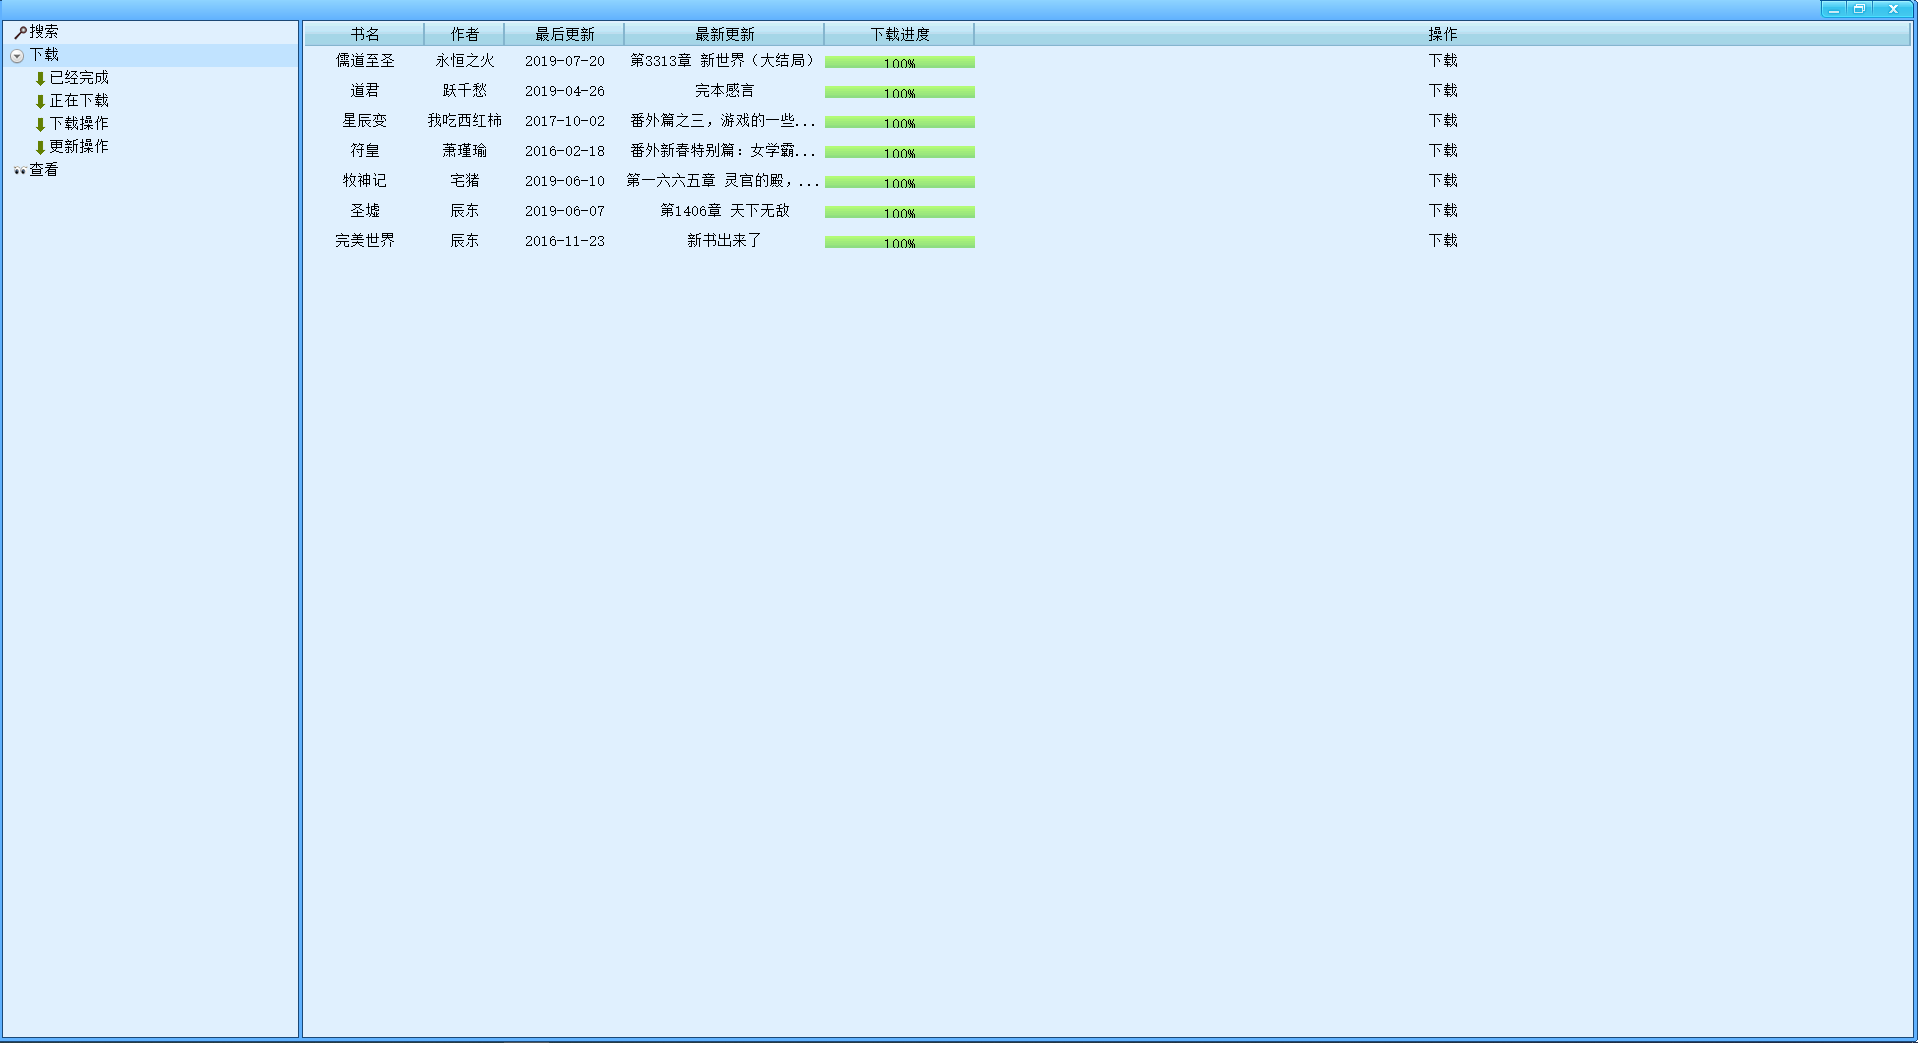 搜索
下载
已经完成
正在下载
下载操作
更新操作
查看
书名 作者 最后更新 最新更新 下载进度 操作
儒道至圣 永恒之火 2019-07-20 第3313章 新世界（大结局） 100% 下载
道君 跃千愁 2019-04-26 完本感言 100% 下载
星辰变 我吃西红柿 2017-10-02 番外篇之三，游戏的一些... 100% 下载
符皇 萧瑾瑜 2016-02-18 番外新春特别篇：女学霸... 100% 下载
牧神记 宅猪 2019-06-10 第一六六五章 灵官的殿，... 100% 下载
圣墟 辰东 2019-06-07 第1406章 天下无敌 100% 下载
完美世界 辰东 2016-11-23 新书出来了 100% 下载